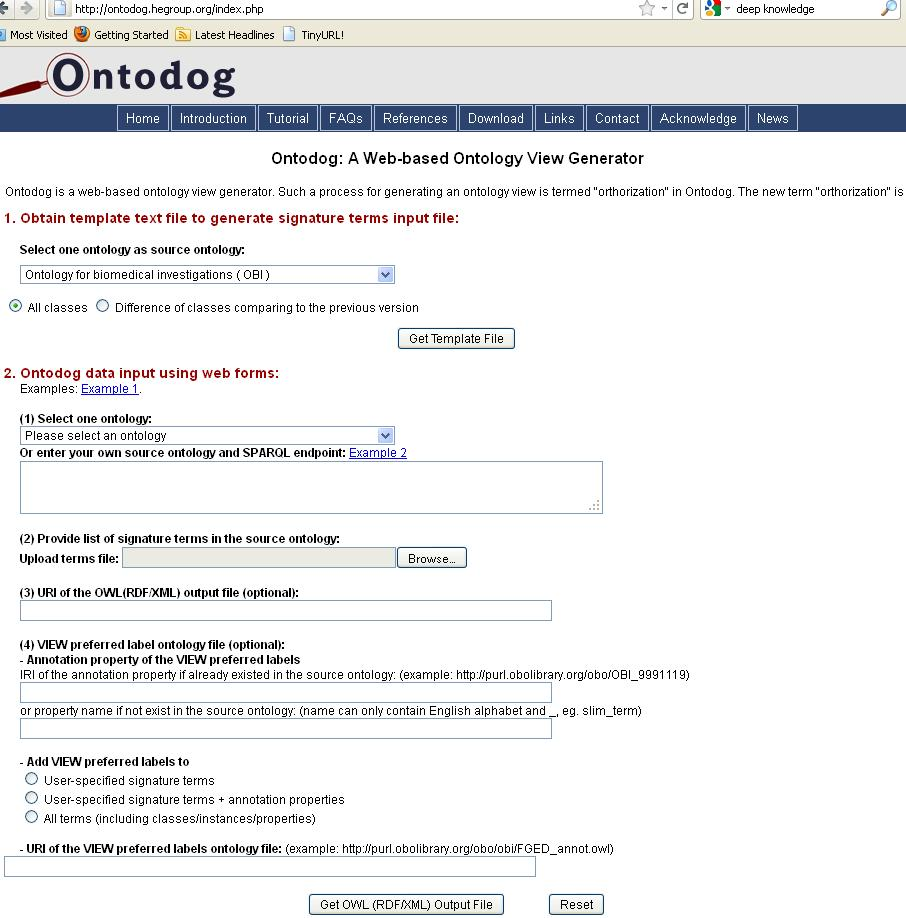 http://ontodog.hegroup.org/index.php
deep knowledge
Most Visited Getting Started Latest Headlines TinyURL!
Ontodog
Home Introduction Tutorial FAQs References Download Links Contact Acknowledge News
Ontodog: A Web-based Ontology View Generator
Ontodog is a web-based ontology view generator. Such a process for generating an ontology view is termed "orthorization" in Ontodog. The new term "orthorization" is
1. Obtain template text file to generate signature terms input file:
Select one ontology as source ontology:
Ontology for biomedical investigations ( OBI )
All classes Difference of classes comparing to the previous version
Get Template File
2. Ontodog data input using web forms:
Examples: Example 1.
(1) Select one ontology:
Please select an ontology
Or enter your own source ontology and SPARQL endpoint: Example 2
(2) Provide list of signature terms in the source ontology:
Upload terms file: Browse...
(3) URI of the OWL(RDF/XML) output file (optional):
(4) VIEW preferred label ontology file (optional):
- Annotation property of the VIEW preferred labels
IRI of the annotation property if already existed in the source ontology: (example: http://purl.obolibrary.org/obo/OBI_9991119)
or property name if not exist in the source ontology: (name can only contain English alphabet and _, eg. slim_term)
- Add VIEW preferred labels to
User-specified signature terms
User-specified signature terms + annotation properties
All terms (including classes/instances/properties)
- URI of the VIEW preferred labels ontology file: (example: http://purl.obolibrary.org/obo/obi/FGED_annot.owl)
Get OWL (RDF/XML) Output File Reset